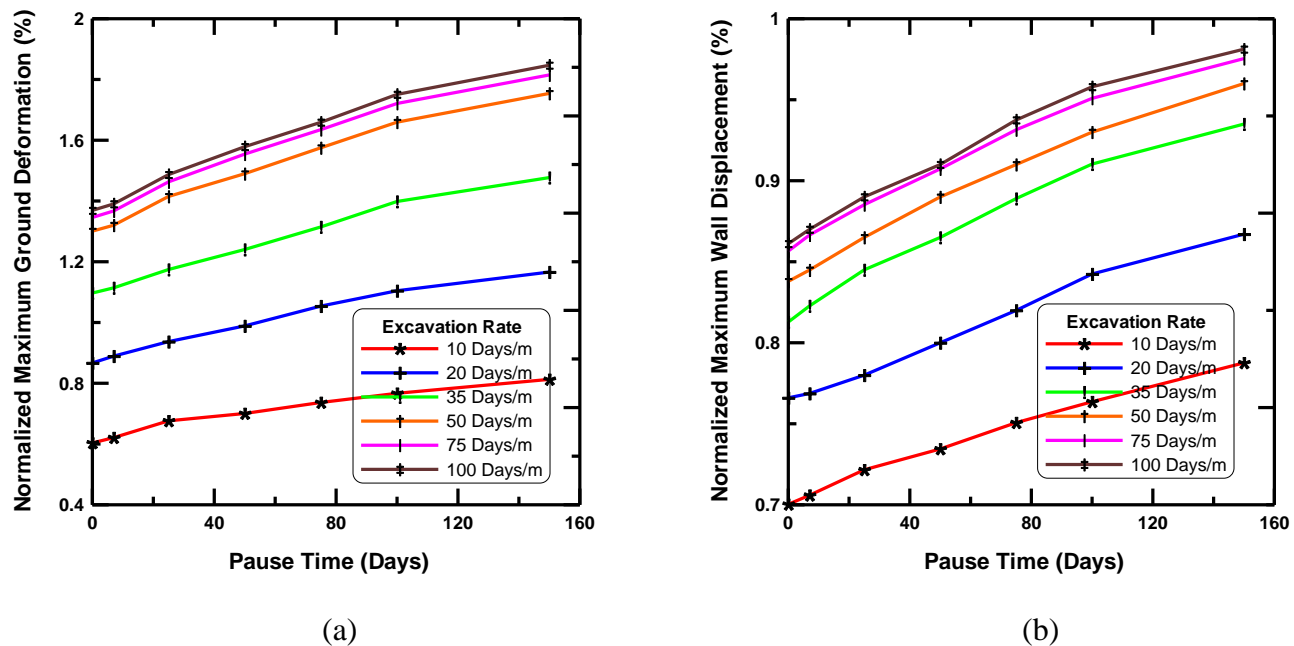 Normalized Maximum Ground Deformation (%)
2
1.6
1.2
0.8
0.4
0
40
80
120
160
Pause Time (Days)
Excavation Rate
10 Days/m
20 Days/m
35 Days/m
50 Days/m
75 Days/m
100 Days/m
(a)
Normalized Maximum Wall Displacement (%)
1
0.9
0.8
0.7
0
40
80
120
160
Pause Time (Days)
Excavation Rate
10 Days/m
20 Days/m
35 Days/m
50 Days/m
75 Days/m
100 Days/m
(b)